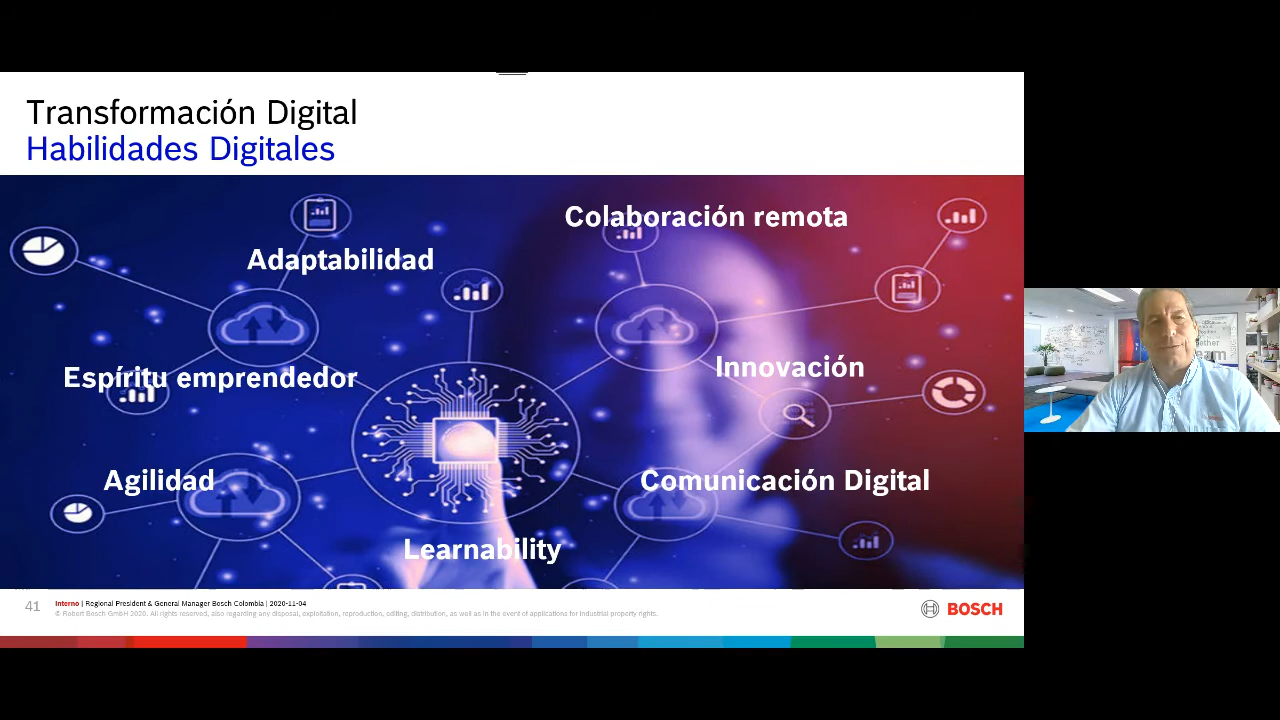 Transformación Digital
Habilidades Digitales
Colaboración remota
Adaptabilidad
Innovación
Espíritu emprendedor
Agilidad
Comunicación Digital
Learnability
41
Interno | Regional President & General Manager Bosch Colombia | 2020-11-04
© Robert Bosch GmbH 2020. All rights reserved, also regarding any disposal, exploitation, reproduction, editing, distribution, as well as in the event of applications for industrial property rights.
BOSCH